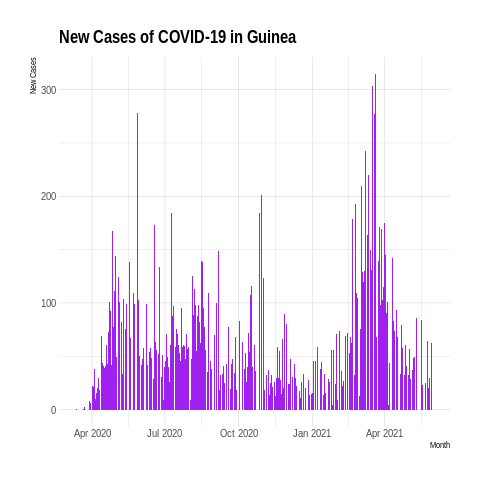 New Cases of COVID-19 in Guinea
New Cases
300
200
100
0
Apr 2020 Jul 2020 Oct 2020 Jan 2021 Apr 2021
Month